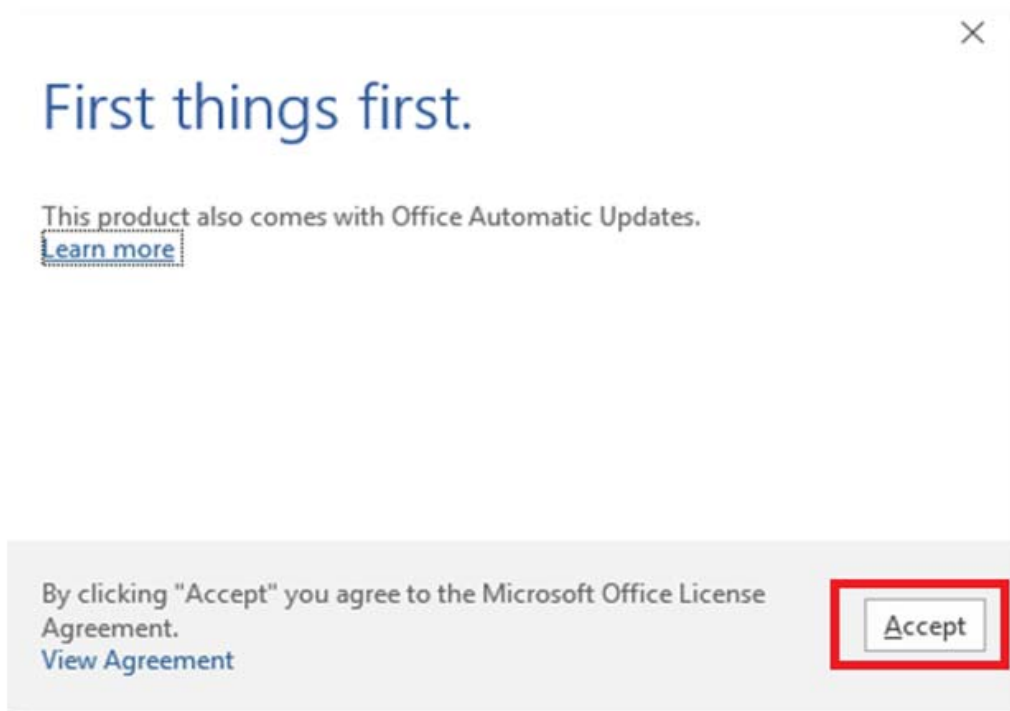 First things first.
This product also comes with Office Automatic Updates.
Learn more
By clicking "Accept" you agree to the Microsoft Office License
Agreement.
View Agreement
Accept